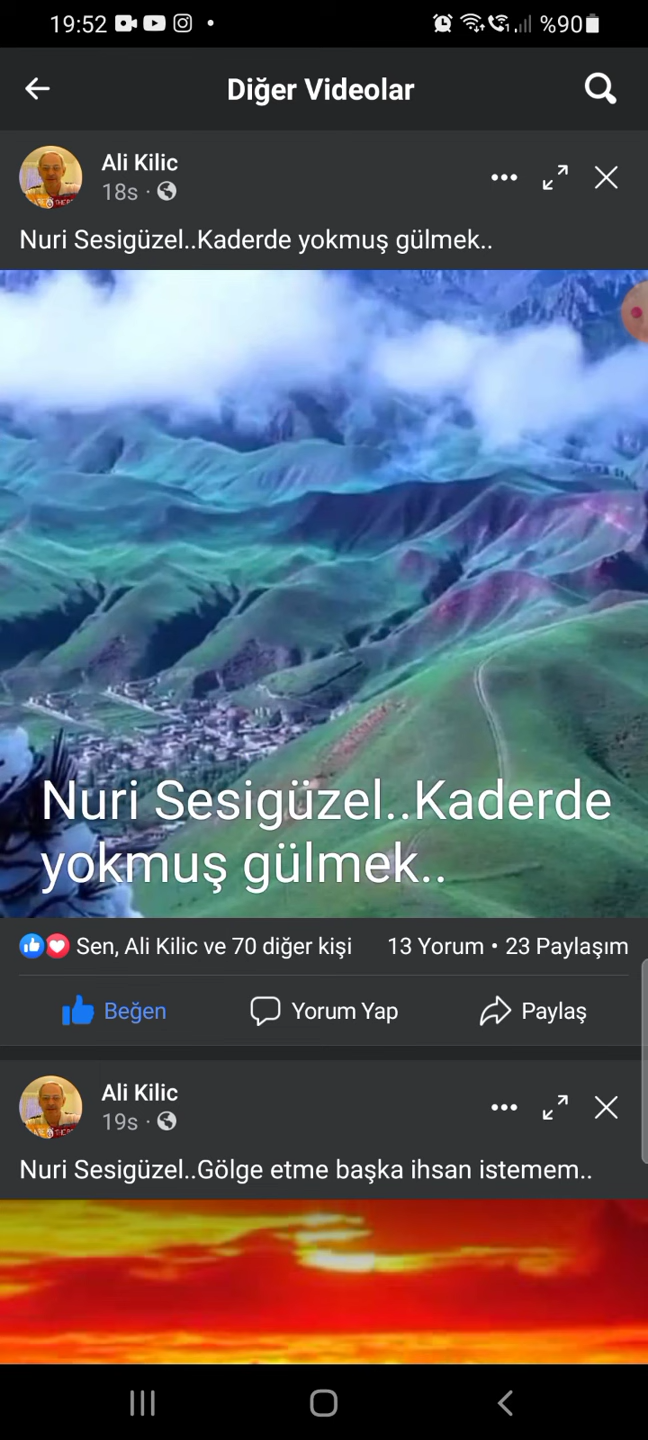 19:52
%90
Diğer Videolar
Ali Kilic
18s
Nuri Sesigüzel..Kaderde yokmuş gülmek..
Nuri Sesigüzel..Kaderde
yokmuş gülmek..
Sen, Ali Kilic ve 70 diğer kişi 13 Yorum • 23 Paylaşım
Beğen Yorum Yap Paylaş
Ali Kilic
19s
Nuri Sesigüzel..Gölge etme başka ihsan istemem..